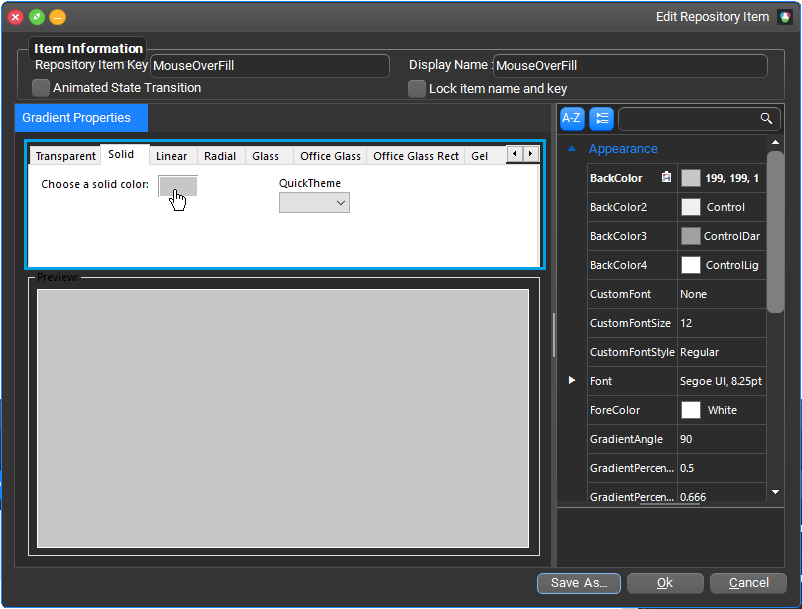 Edit Repository Item
Item Information
Repository Item Key MouseOverFill Display Name : MouseOverFill
Animated State Transition Lock item name and key
Gradient Properties
Transparent Solid Linear Radial Glass Office Glass Office Glass Rect Gel
Choose a solid color: QuickTheme
Preview:
A-Z
Appearance
BackColor 199, 199, 1
BackColor2 Control
BackColor3 ControlDar
BackColor4 ControlLig
CustomFont None
CustomFontSize 12
CustomFontStyle Regular
Font Segoe UI, 8.25pt
ForeColor White
GradientAngle 90
GradientPercen... 0.5
GradientPercen... 0.666
Save As... Ok Cancel